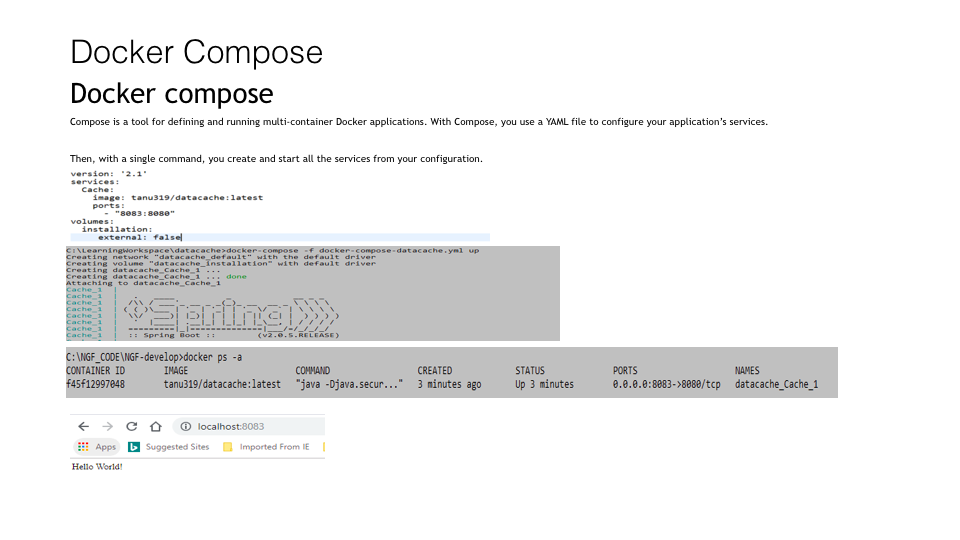 Docker Compose
Docker compose
Compose is a tool for defining and running multi-container Docker applications. With Compose, you use a YAML file to configure your application’s services.
Then, with a single command, you create and start all the services from your configuration.
version: '2.1'
services:
  Cache:
    image: tanu319/datacache:latest
    ports:
      - "8083:8080"
volumes:
  installation:
     external: false
C:\LearningWorkspace\datacache>docker-compose -f docker-compose-datacache.yml up
Creating network "datacache_default" with the default driver
Creating volume "datacache_installation" with default driver
Creating datacache_Cache_1 ...
Creating datacache_Cache_1 ... done
Attaching to datacache_Cache_1
Cache_1  |
Cache_1  |
Cache_1  |
Cache_1  |
Cache_1  |
Cache_1  |
Cache_1  |
Cache_1  | :: Spring Boot ::        (v2.0.5.RELEASE)
C:\NGF_CODE\NGF-develop>docker ps -a
CONTAINER ID IMAGE COMMAND CREATED STATUS PORTS NAMES
f45f12997048 tanu319/datacache:latest "java -Djava.secur..." 3 minutes ago Up 3 minutes 0.0.0.0:8083->8080/tcp datacache_Cache_1
localhost:8083
Apps Suggested Sites Imported From IE
Hello World!